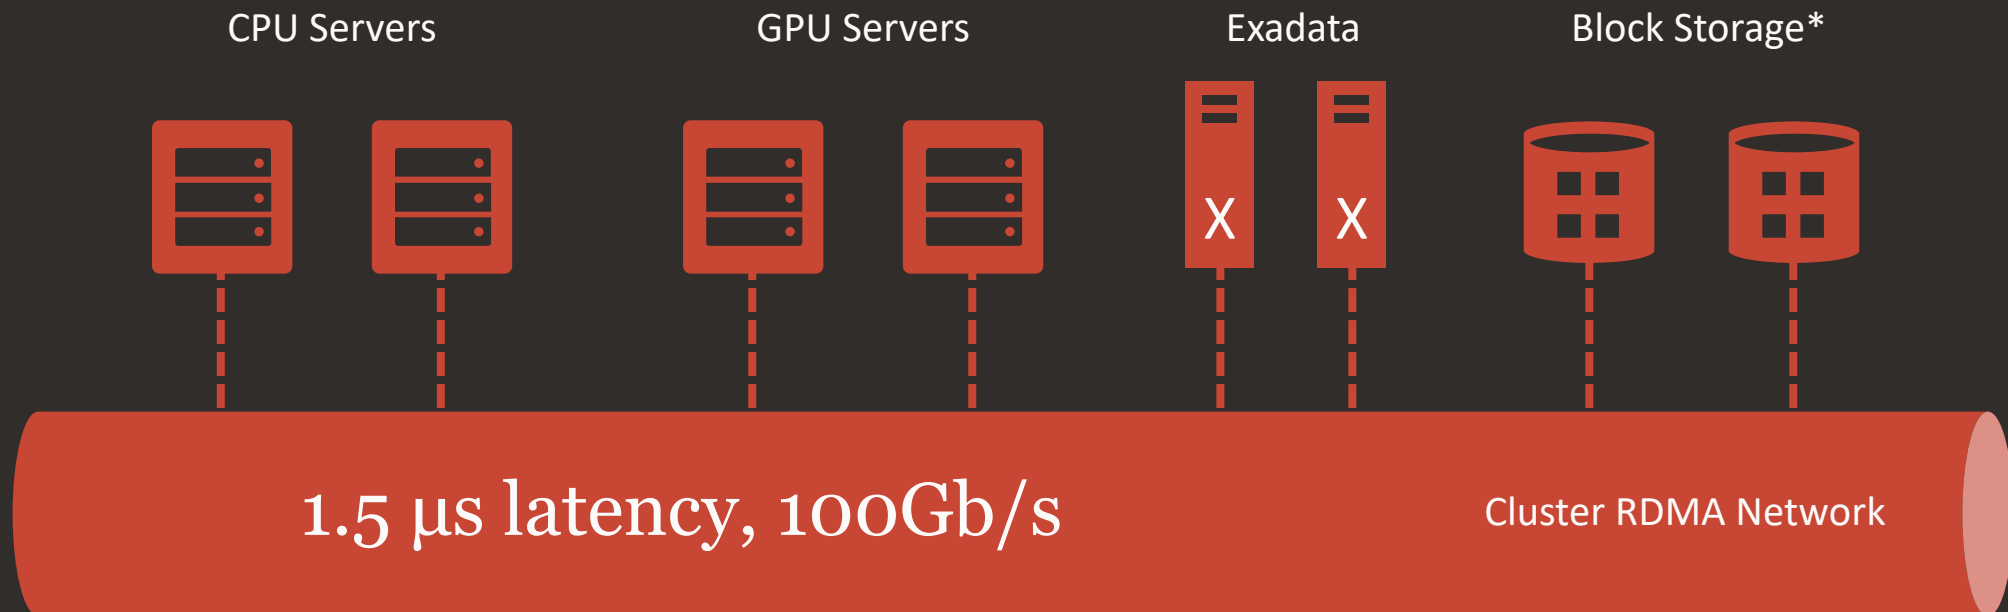 CPU Servers
GPU Servers
Exadata
Block Storage*
X
X
1.5 µs latency, 100Gb/s
Cluster RDMA Network